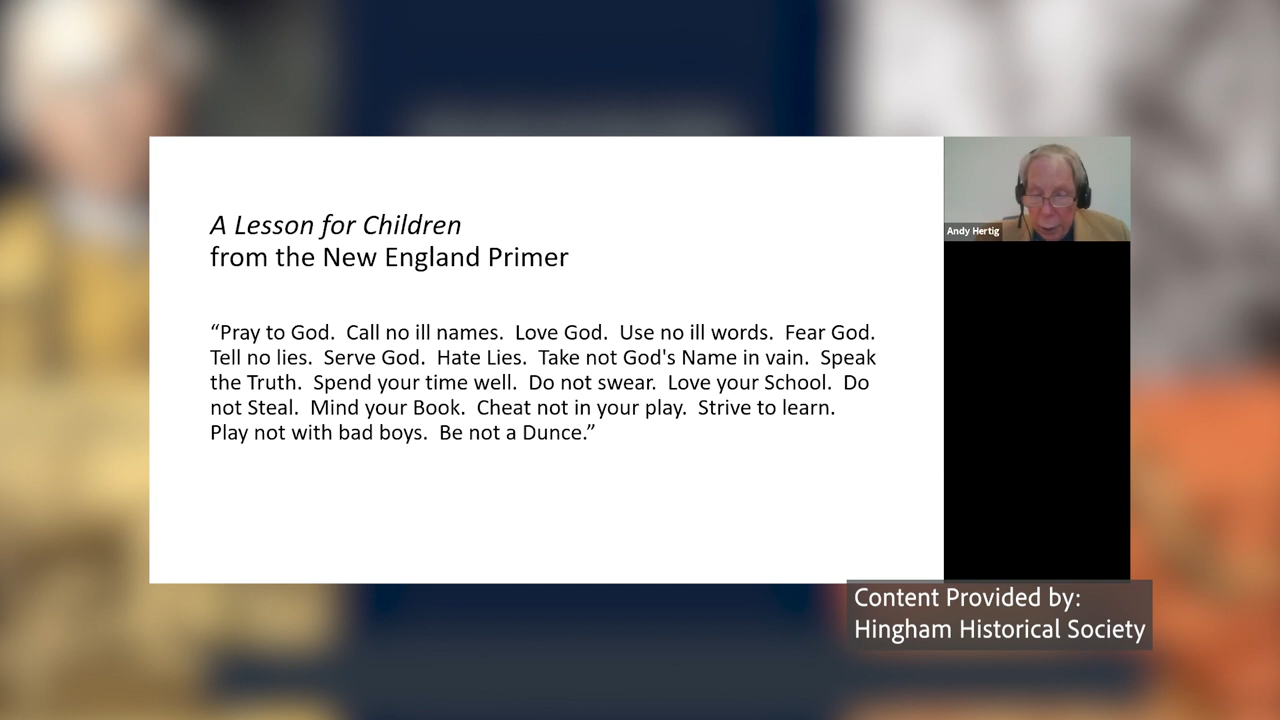 A Lesson for Children
from the New England Primer
“Pray to God.  Call no ill names.  Love God.  Use no ill words.  Fear God.
Tell no lies.  Serve God.  Hate Lies.  Take not God's Name in vain.  Speak
the Truth.  Spend your time well.  Do not swear.  Love your School.  Do
not Steal.  Mind your Book.  Cheat not in your play.  Strive to learn.
Play not with bad boys.  Be not a Dunce.”
Andy Hertig
Content Provided by:
Hingham Historical Society